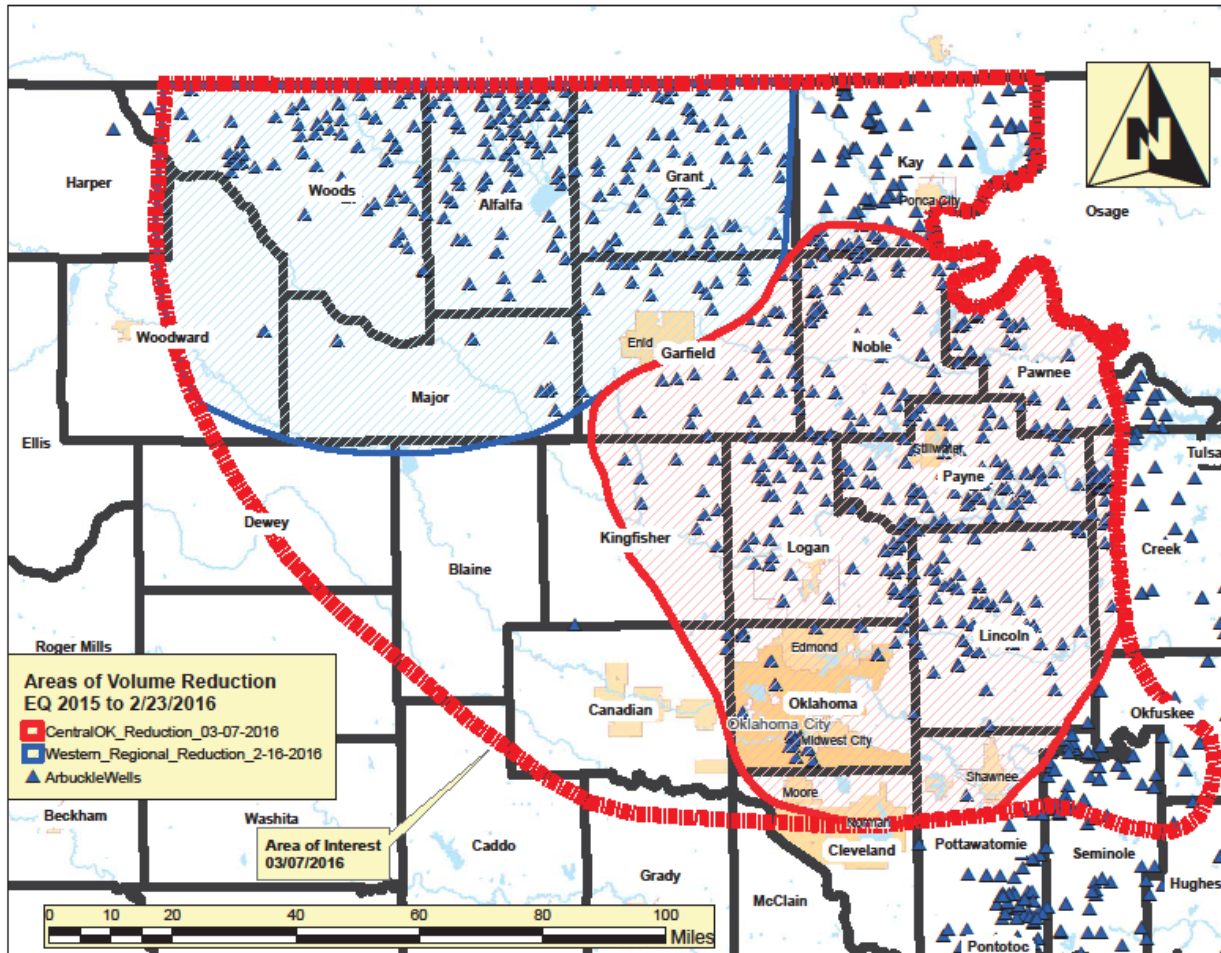 N
Harper
Woods
Alfalfa
Grant
Kay
Ponca City
Osage
Woodward
Enid
Garfield
Noble
Pawnee
Major
Ellis
Stillwater
Payne
Tulsa
Dewey
Kingfisher
Logan
Creek
Blaine
Roger Mills
Lincoln
Edmond
Areas of Volume Reduction
EQ 2015 to 2/23/2016
CentralOK_Reduction_03-07-2016
Western_Regional_Reduction_2-16-2016
ArbuckleWells
Canadian
Oklahoma
Oklahoma City
Midwest City
Okfuskee
Shawnee
Moore
Beckham
Washita
Norman
Area of Interest
03/07/2016
Caddo
Cleveland
Pottawatomie
Seminole
Grady
McClain
Hughes
0 10 20 40 60 80 100
Miles
Pontotoc